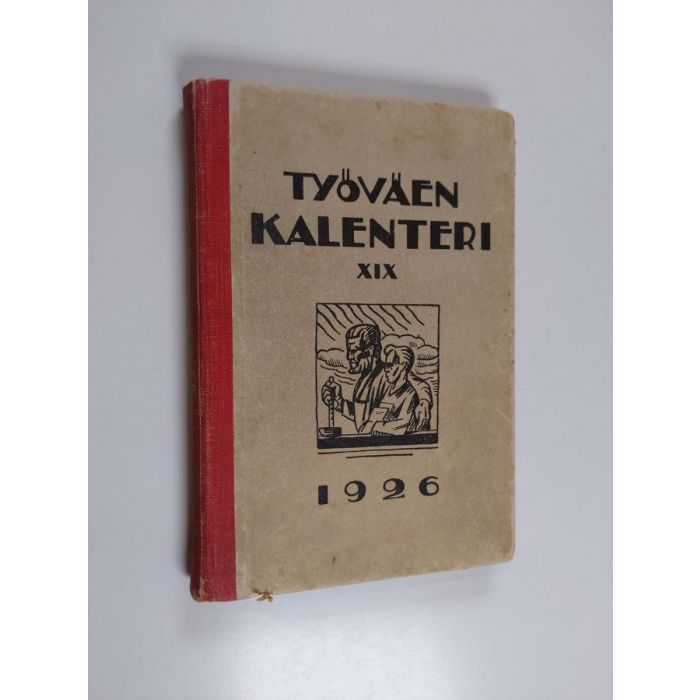 TYÖVÄEN
KALENTERI
XIX
1926